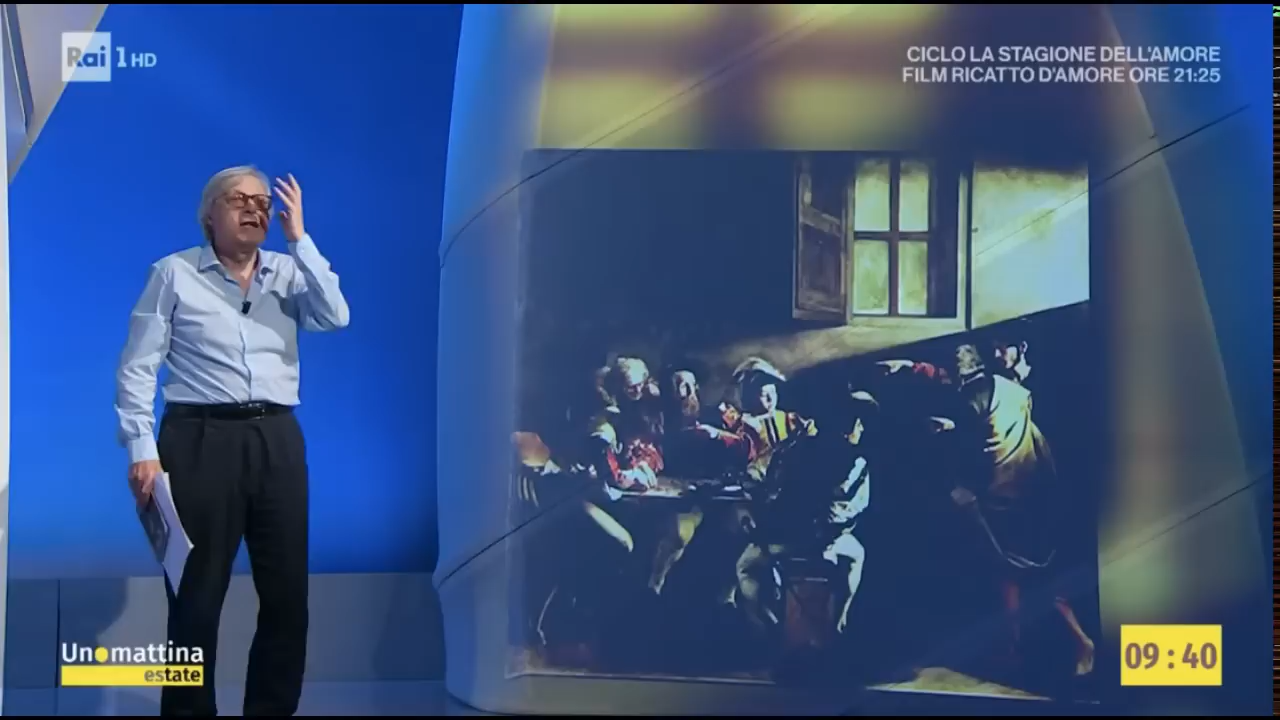 Rai 1 HD
CICLO LA STAGIONE DELL'AMORE
FILM RICATTO D'AMORE ORE 21:25
Unomattina
estate
09:40